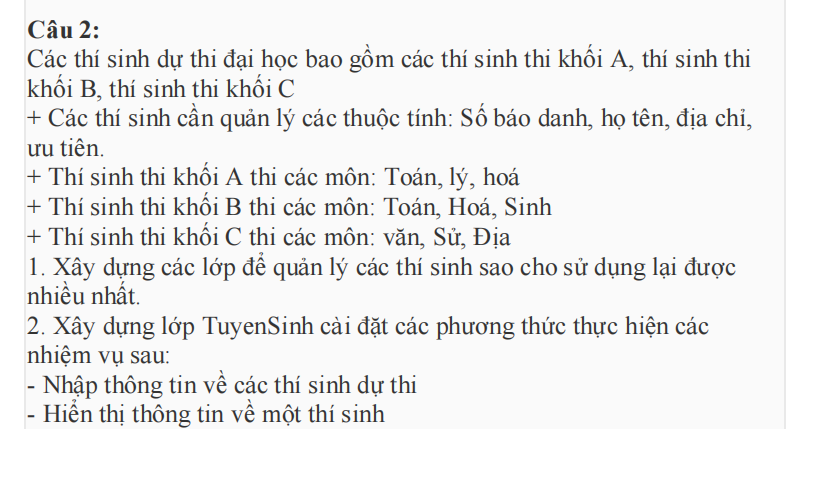 Câu 2:
Các thí sinh dự thi đại học bao gồm các thí sinh thi khối A, thí sinh thi
khối B, thí sinh thi khối C
+ Các thí sinh cần quản lý các thuộc tính: Số báo danh, họ tên, địa chỉ,
ưu tiên.
+ Thí sinh thi khối A thi các môn: Toán, lý, hoá
+ Thí sinh thi khối B thi các môn: Toán, Hoá, Sinh
+ Thí sinh thi khối C thi các môn: văn, Sử, Địa
1. Xây dựng các lớp để quản lý các thí sinh sao cho sử dụng lại được
nhiều nhất.
2. Xây dựng lớp TuyenSinh cài đặt các phương thức thực hiện các
nhiệm vụ sau:
- Nhập thông tin về các thí sinh dự thi
- Hiển thị thông tin về một thí sinh